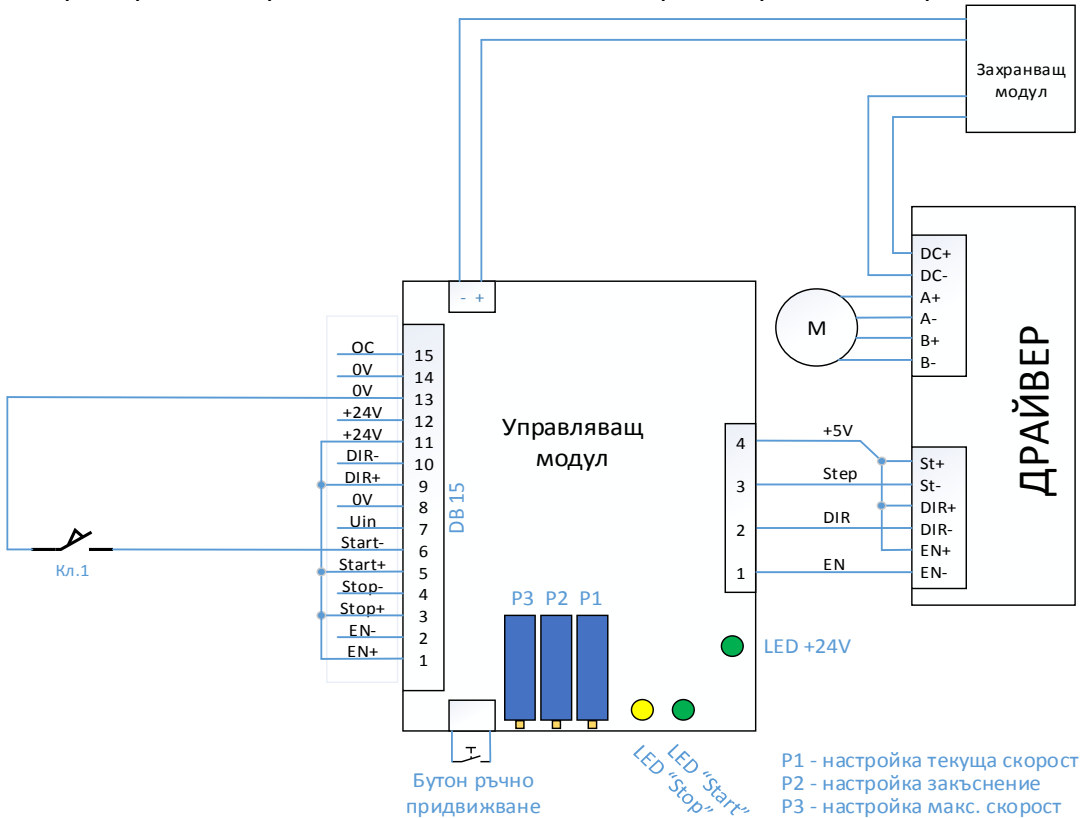 Захранващ
модул
DC+
DC-
A+
A-
B+
B-
M
ДРАЙВЕР
- +
OC
15
0V
14
0V
13
+24V
12
+24V
11
DIR-
10
DIR+
9
0V
8
Uin
7
Start-
6
Start+
5
Stop-
4
Stop+
3
EN-
2
EN+
1
DB 15
Управляващ
модул
Кл.1
4
+5V
3
Step
2
DIR
1
EN
St+
St-
DIR+
DIR-
EN+
EN-
P3 P2 P1
LED +24V
LED "Stop"
LED "Start"
Бутон ръчно
придвижване
P1 - настройка текуща скорост
P2 - настройка закъснение
P3 - настройка макс. скорост